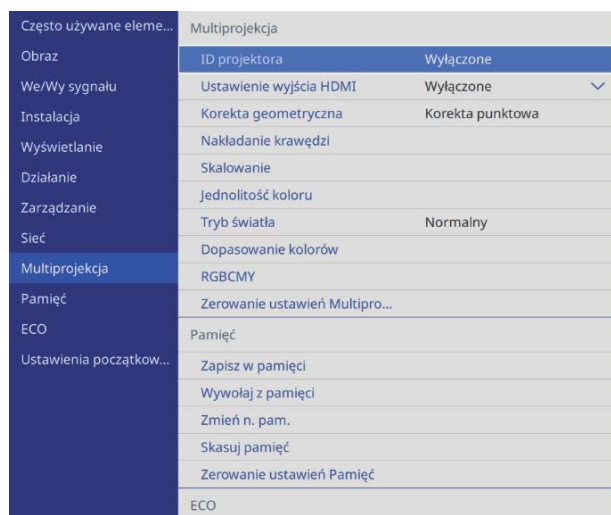 Często używane eleme...
Obraz
We/Wy sygnału
Instalacja
Wyświetlanie
Działanie
Zarządzanie
Sieć
Multiprojekcja
Pamięć
ECO
Ustawienia początkow...
Multiprojekcja
ID projektora Wyłączone
Ustawienie wyjścia HDMI Wyłączone
Korekta geometryczna Korekta punktowa
Nakładanie krawędzi
Skalowanie
Jednolitość koloru
Tryb światła Normalny
Dopasowanie kolorów
RGBCMY
Zerowanie ustawień Multipro...
Pamięć
Zapisz w pamięci
Wywołaj z pamięci
Zmień n. pam.
Skasuj pamięć
Zerowanie ustawień Pamięć
ECO